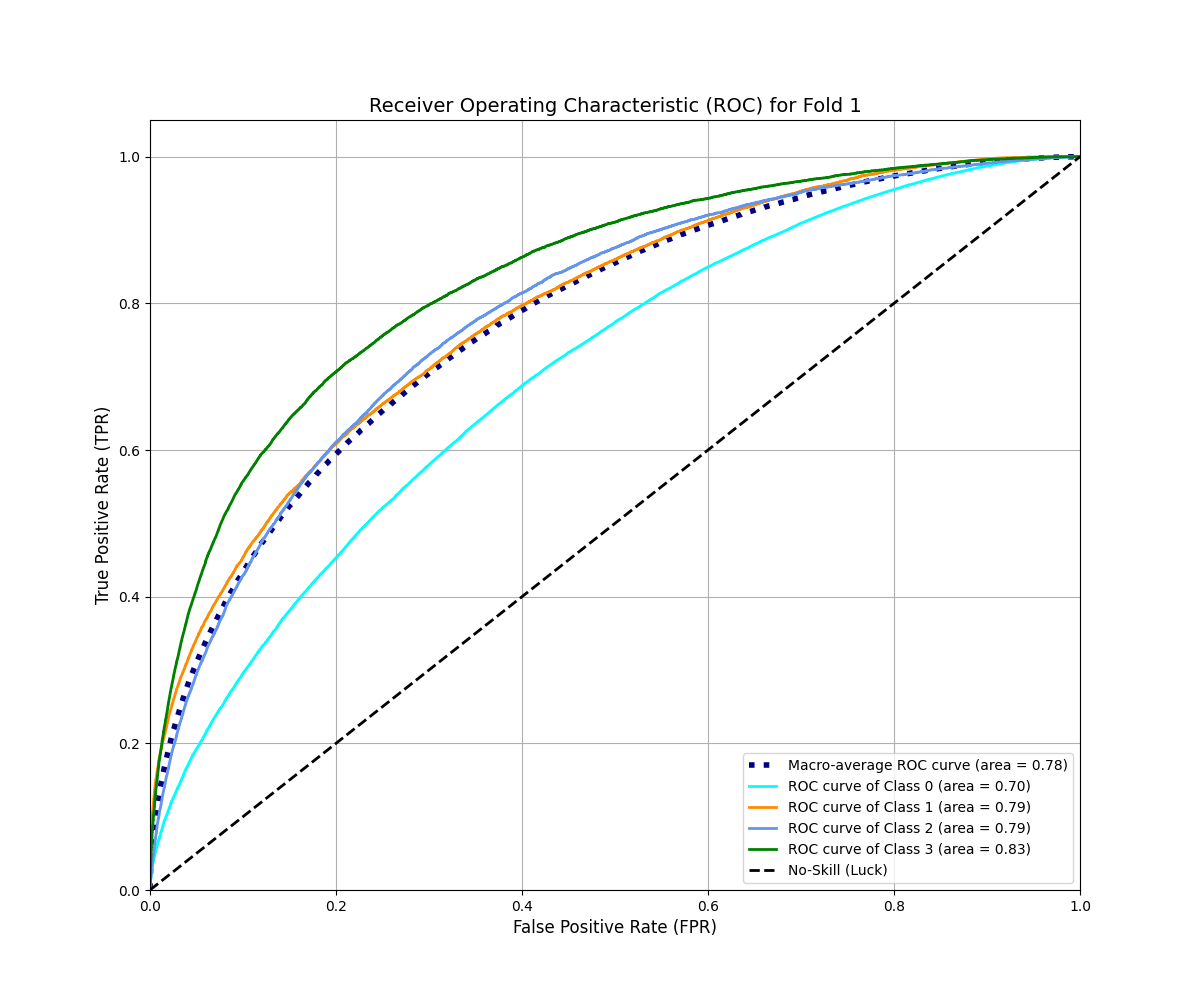 Receiver Operating Characteristic (ROC) for Fold 1
True Positive Rate (TPR)
1.0
0.8
0.6
0.4
0.2
0.0
Macro-average ROC curve (area = 0.78)
ROC curve of Class 0 (area = 0.70)
ROC curve of Class 1 (area = 0.79)
ROC curve of Class 2 (area = 0.79)
ROC curve of Class 3 (area = 0.83)
No-Skill (Luck)
0.0 0.2 0.4 0.6 0.8 1.0
False Positive Rate (FPR)